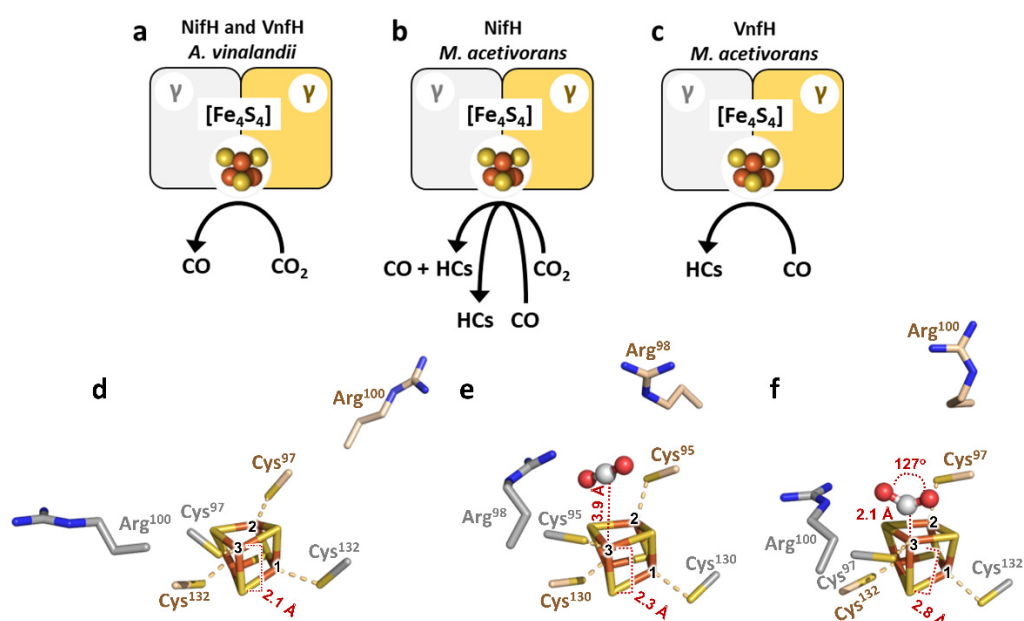 a
NifH and VnfH
A. vinalandii
γ
γ
[Fe₄S₄]
CO
CO₂
b
NifH
M. acetivorans
γ
γ
[Fe₄S₄]
CO + HCs
CO₂
HCs
CO
c
VnfH
M. acetivorans
γ
γ
[Fe₄S₄]
HCs
CO
d
Arg¹⁰⁰
Cys⁹⁷
Arg¹⁰⁰
Cys⁹⁷
2
3
Cys¹³²
1
Cys¹³²
2.1 Å
e
Arg⁹⁸
Cys⁹⁵
3.9 Å
Arg⁹⁸
Cys⁹⁵
2
3
Cys¹³⁰
1
Cys¹³⁰
2.3 Å
f
Arg¹⁰⁰
127°
Cys⁹⁷
2.1 Å
2
Arg¹⁰⁰
3
Cys¹³²
1
Cys⁹⁷
Cys¹³²
2.8 Å